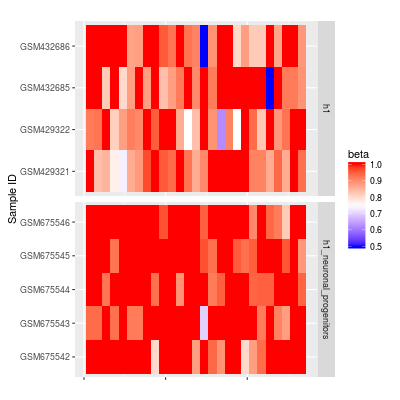 GSM432686
GSM432685
GSM429322
GSM429321
h1
GSM675546
GSM675545
GSM675544
GSM675543
GSM675542
h1_neuronal_progenitors
Sample ID
beta
1.0
0.9
0.8
0.7
0.6
0.5